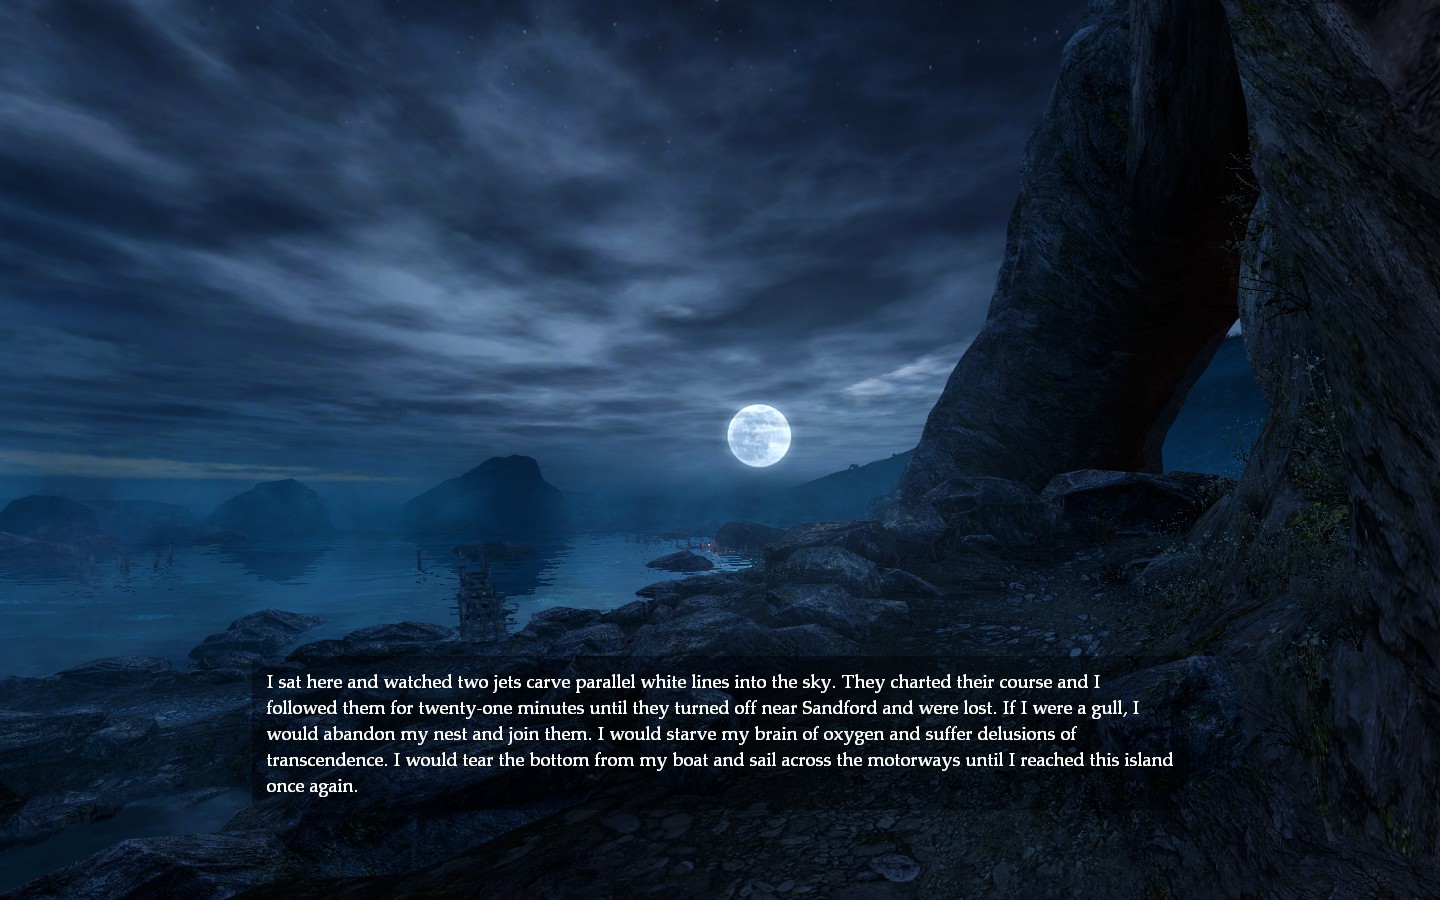 I sat here and watched two jets carve parallel white lines into the sky. They charted their course and I
followed them for twenty-one minutes until they turned off near Sandford and were lost. If I were a gull, I
would abandon my nest and join them. I would starve my brain of oxygen and suffer delusions of
transcendence. I would tear the bottom from my boat and sail across the motorways until I reached this island
once again.